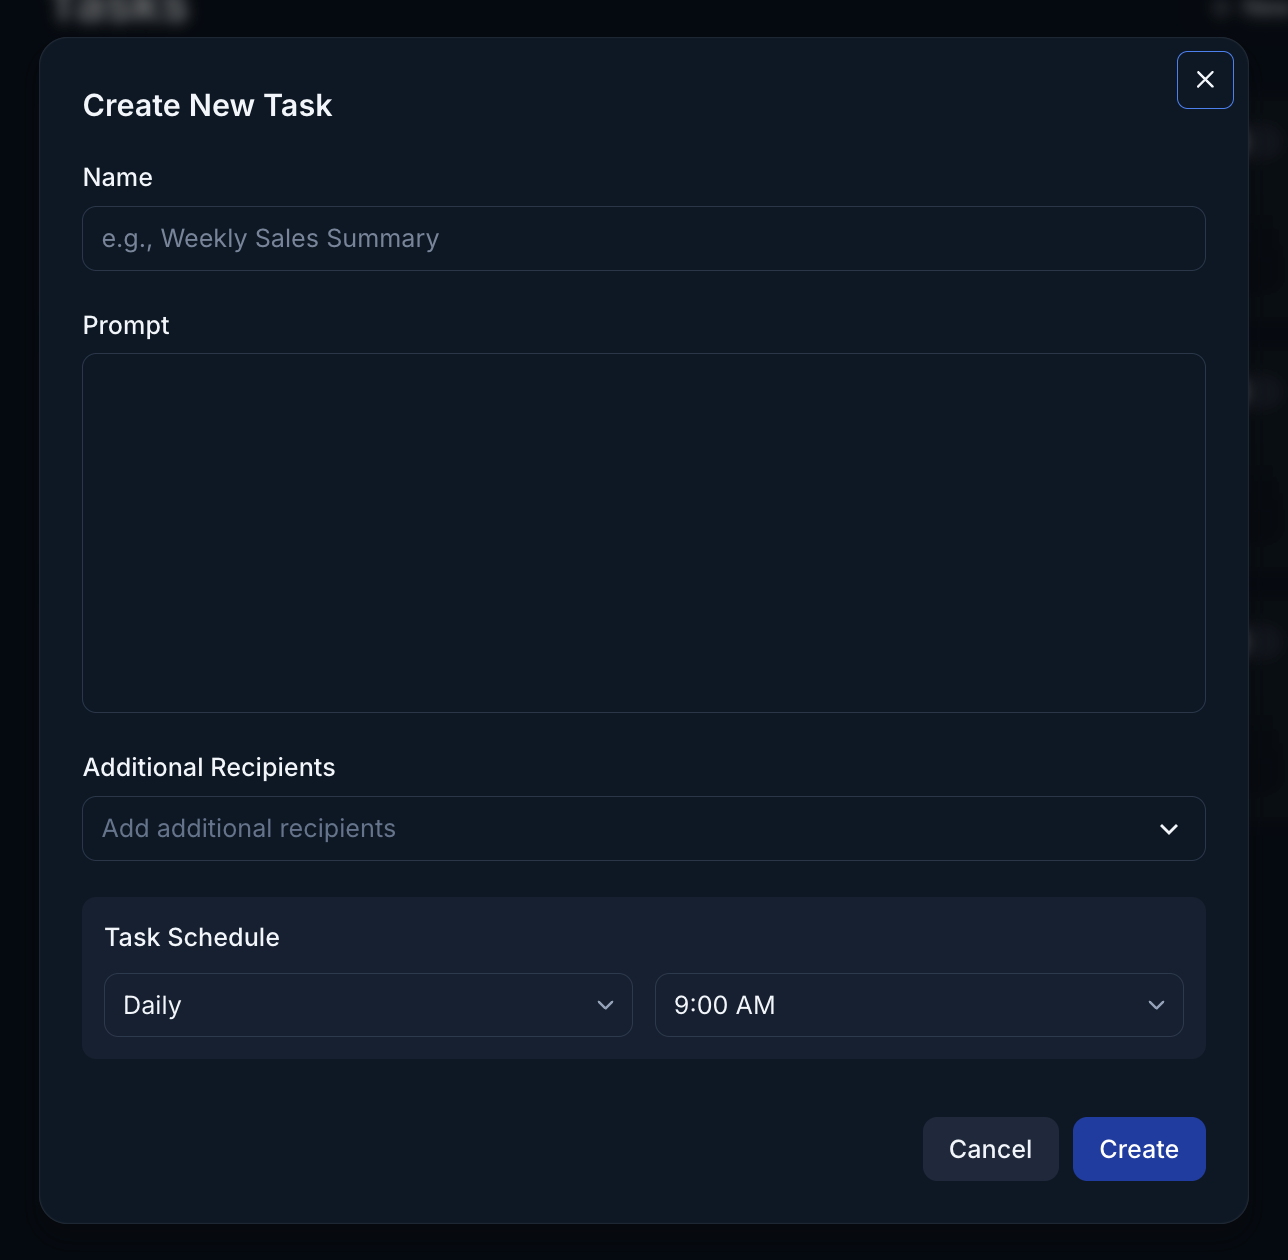 Tasks
Create New Task
Name
e.g., Weekly Sales Summary
Prompt
Additional Recipients
Add additional recipients
Task Schedule
Daily
9:00 AM
Cancel
Create